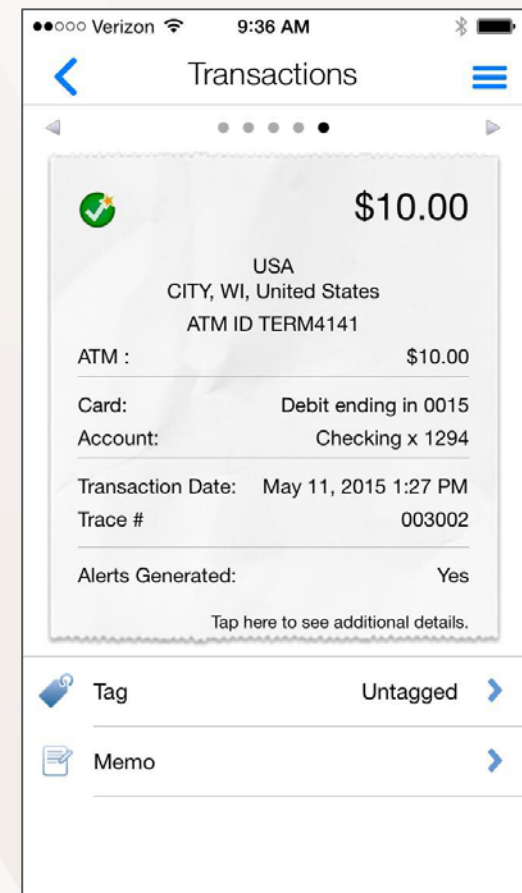 Verizon 9:36 AM
Transactions
$10.00
USA
CITY, WI, United States
ATM ID TERM4141
ATM : $10.00
Card: Debit ending in 0015
Account: Checking x 1294
Transaction Date: May 11, 2015 1:27 PM
Trace # 003002
Alerts Generated: Yes
Tap here to see additional details.
Tag Untagged
Memo